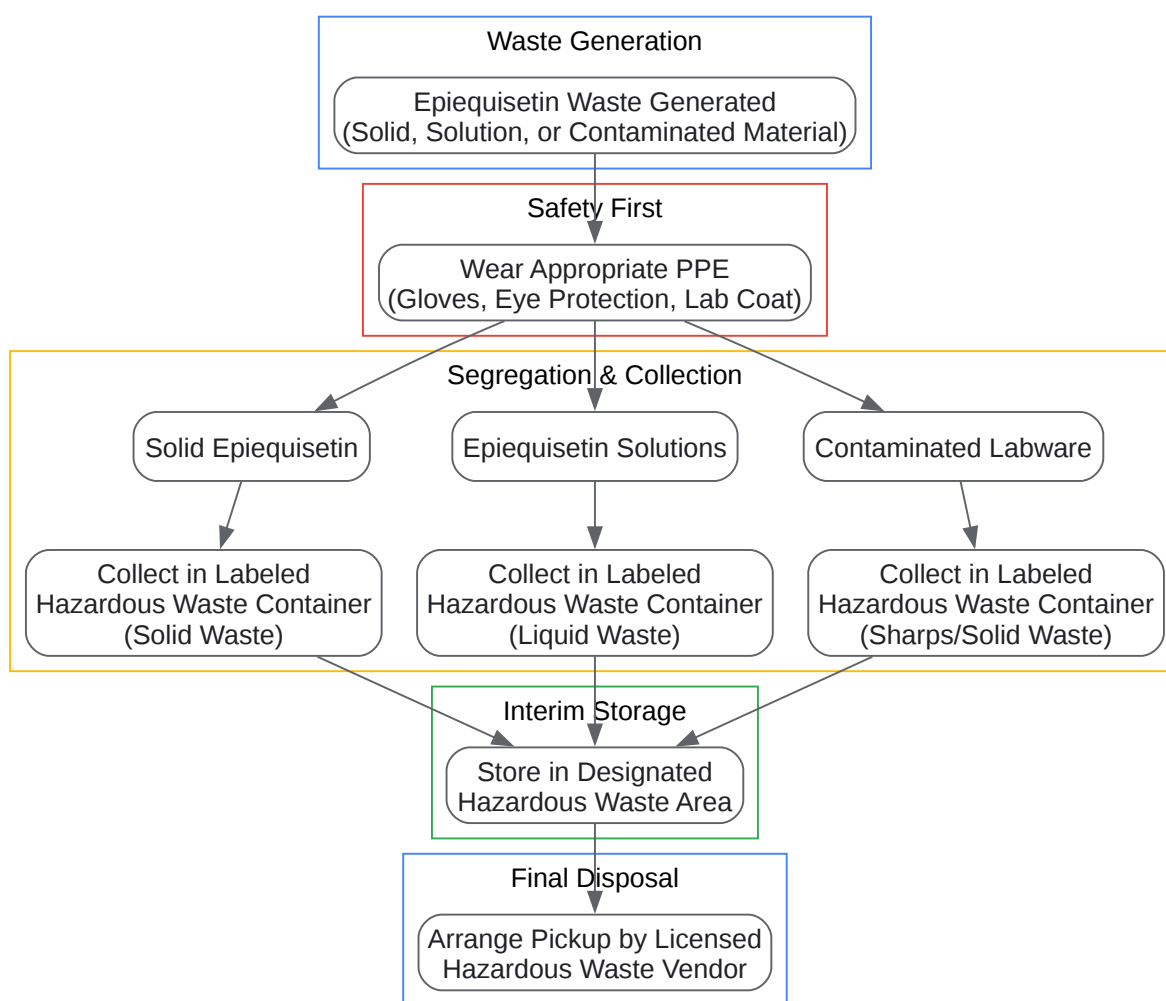 Waste Generation
Epiequisetin Waste Generated
(Solid, Solution, or Contaminated Material)
Safety First
Wear Appropriate PPE
(Gloves, Eye Protection, Lab Coat)
Segregation & Collection
Solid Epiequisetin
Epiequisetin Solutions
Contaminated Labware
Collect in Labeled
Hazardous Waste Container
(Solid Waste)
Collect in Labeled
Hazardous Waste Container
(Liquid Waste)
Collect in Labeled
Hazardous Waste Container
(Sharps/Solid Waste)
Interim Storage
Store in Designated
Hazardous Waste Area
Final Disposal
Arrange Pickup by Licensed
Hazardous Waste Vendor